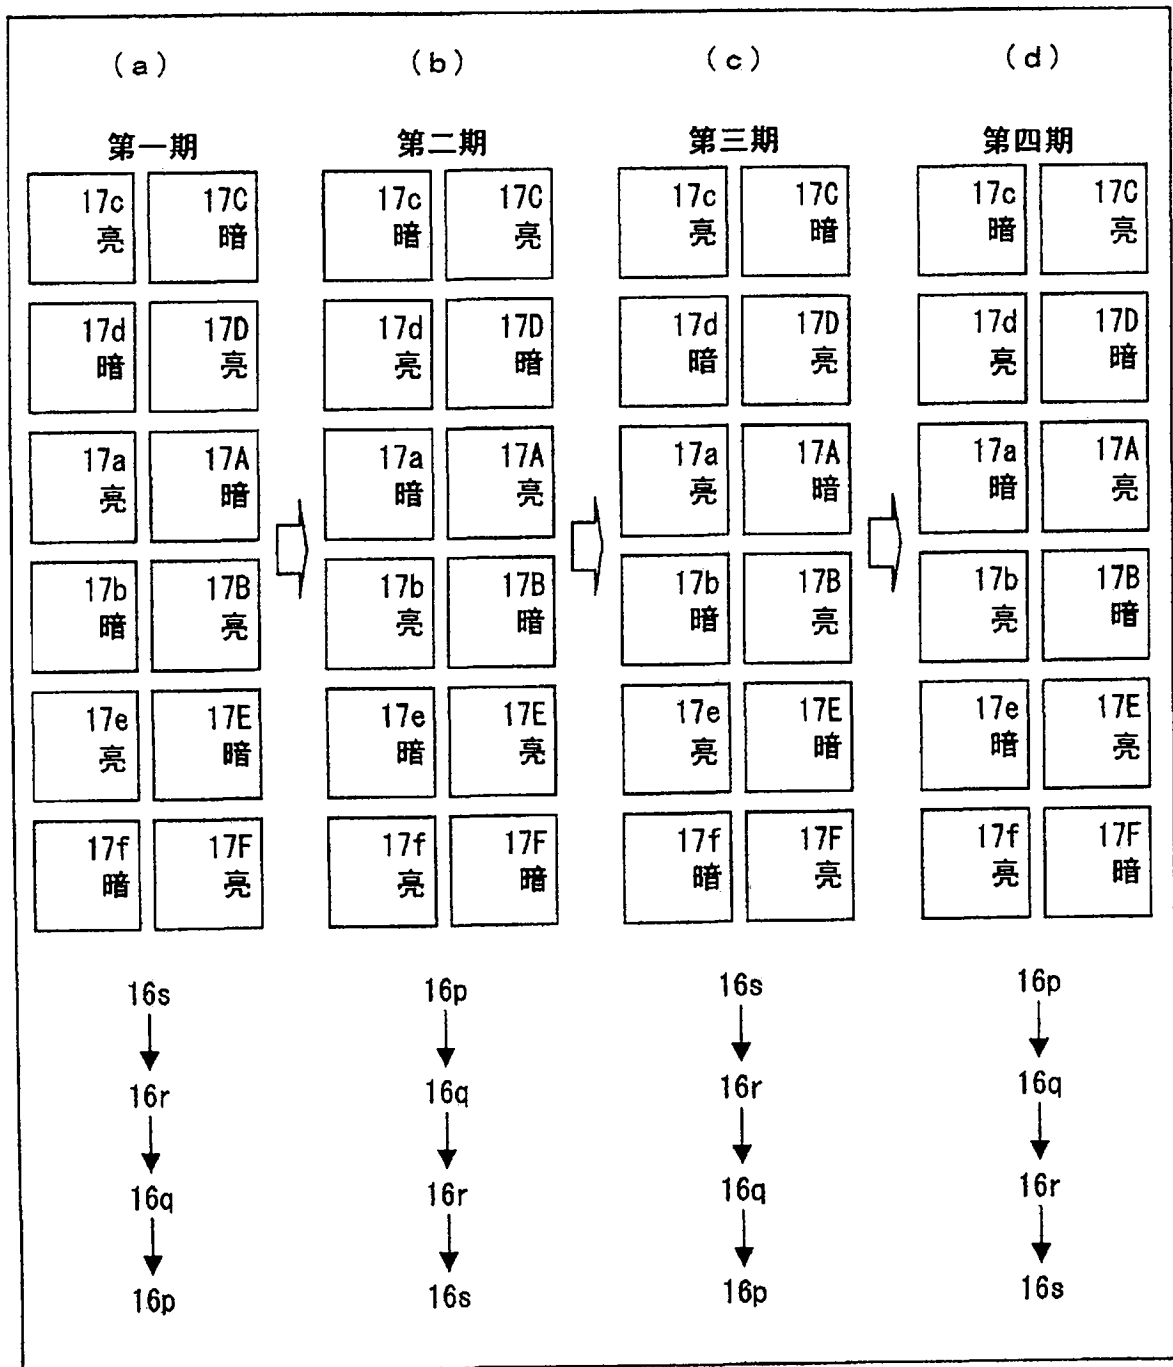 (a) (b) (c) (d)
第一期 第二期 第三期 第四期
17c 17C 17c 17C 17c 17C 17c 17C
亮 暗 暗 亮 亮 暗 暗 亮
17d 17D 17d 17D 17d 17D 17d 17D
暗 亮 亮 暗 暗 亮 亮 暗
17a 17A 17a 17A 17a 17A 17a 17A
亮 暗 暗 亮 亮 暗 暗 亮
17b 17B 17b 17B 17b 17B 17b 17B
暗 亮 亮 暗 暗 亮 亮 暗
17e 17E 17e 17E 17e 17E 17e 17E
亮 暗 暗 亮 亮 暗 暗 亮
17f 17F 17f 17F 17f 17F 17f 17F
暗 亮 亮 暗 暗 亮 亮 暗
16s 16p 16s 16p
16r 16q 16r 16q
16q 16r 16q 16r
16p 16s 16p 16s